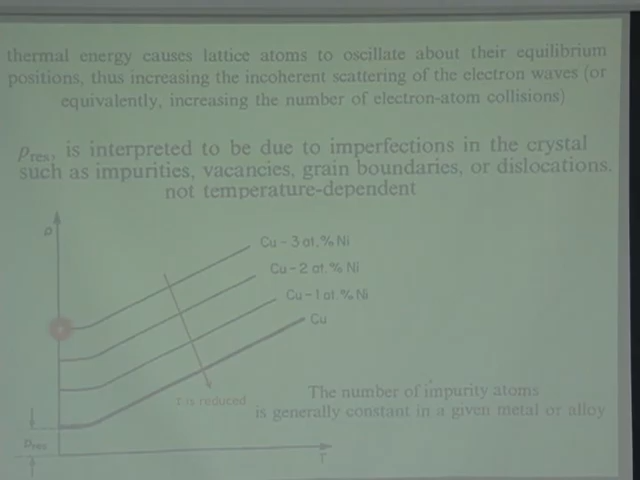 thermal energy causes lattice atoms to oscillate about their equilibrium
positions, thus increasing the incoherent scattering of the electron waves (or
equivalently, increasing the number of electron-atom collisions)
ρres, is interpreted to be due to imperfections in the crystal
such as impurities, vacancies, grain boundaries, or dislocations,
not temperature-dependent
ρ
Cu – 3 at. % Ni
Cu – 2 at. % Ni
Cu – 1 at. % Ni
Cu
τ is reduced
The number of impurity atoms
is generally constant in a given metal or alloy
ρres
T